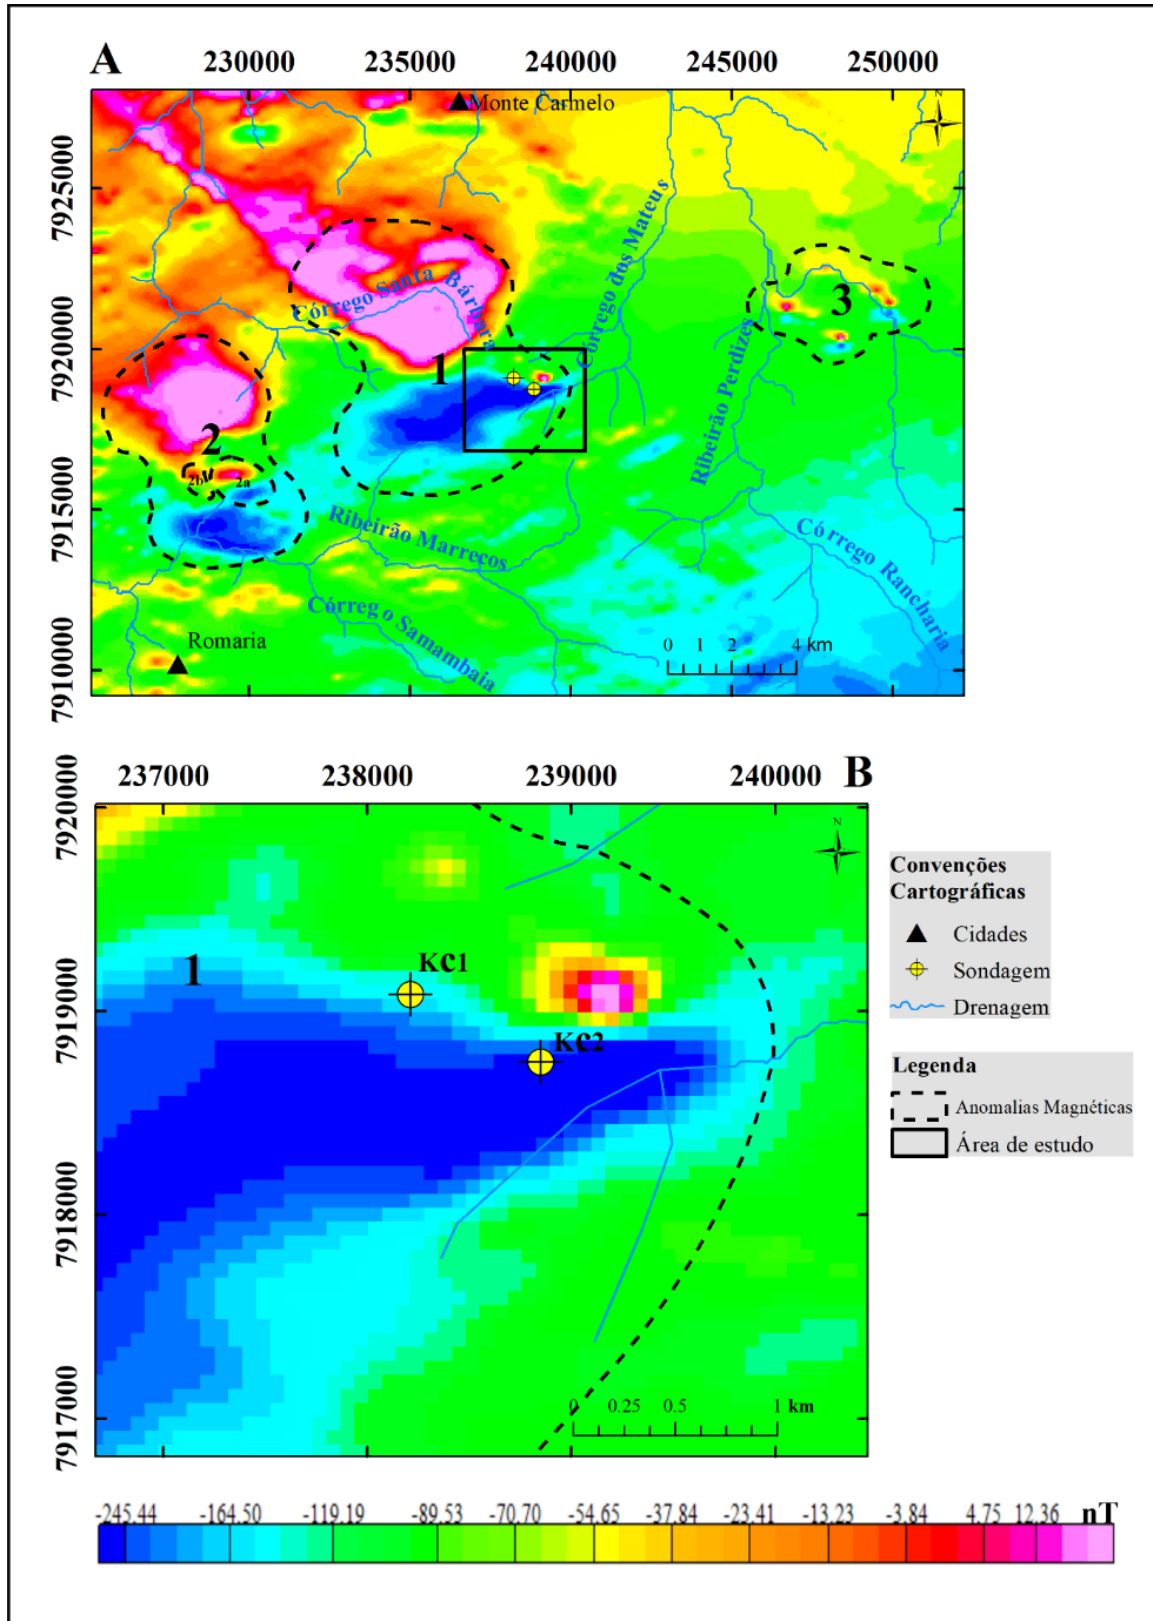 A
230000 235000 240000 245000 250000
7925000
7920000
7915000
7910000
N
Monte Carmelo
Córrego Santa Bárbara
Córrego dos Mateus
Ribeirão Perdizes
Córrego Rancharia
Ribeirão Marrecos
Córrego Samambaia
1
2
2b 2a
3
Romaria
0 1 2 4 km
237000 238000 239000 240000 B
7920000
7919000
7918000
7917000
N
1
KC1
KC2
0 0.25 0.5 1 km
Convenções
Cartográficas
Cidades
Sondagem
Drenagem
Legenda
Anomalias Magnéticas
Área de estudo
-245.44 -164.50 -119.19 -89.53 -70.70 -54.65 -37.84 -23.41 -13.23 -3.84 4.75 12.36 nT